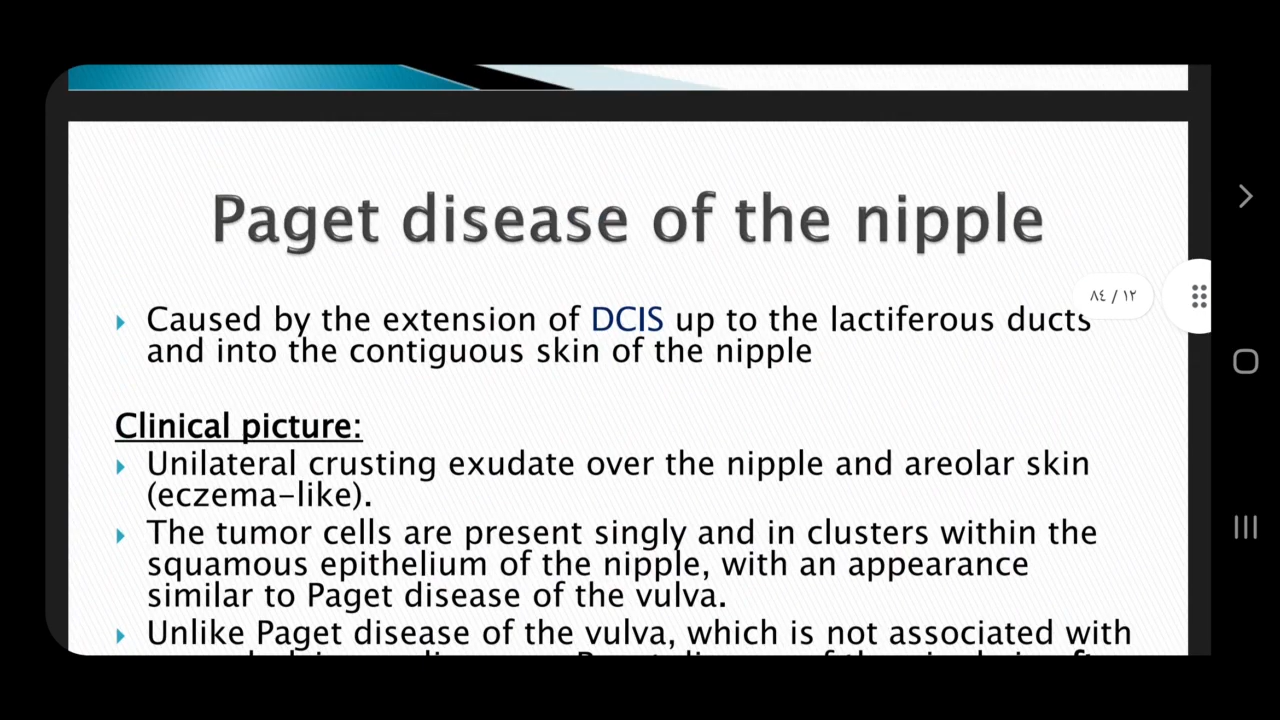 Paget disease of the nipple
Caused by the extension of DCIS up to the lactiferous ducts
and into the contiguous skin of the nipple
٨٤ / ١٢
Clinical picture:
Unilateral crusting exudate over the nipple and areolar skin
(eczema-like).
The tumor cells are present singly and in clusters within the
squamous epithelium of the nipple, with an appearance
similar to Paget disease of the vulva.
Unlike Paget disease of the vulva, which is not associated with